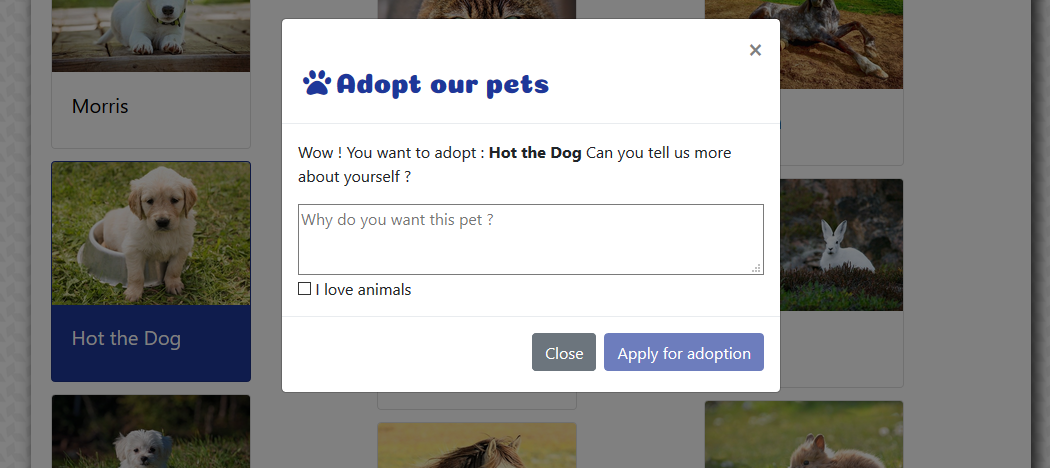 ×
Adopt our pets
Morris
Wow ! You want to adopt : Hot the Dog Can you tell us more
about yourself ?
Why do you want this pet ?
I love animals
Hot the Dog
Close
Apply for adoption